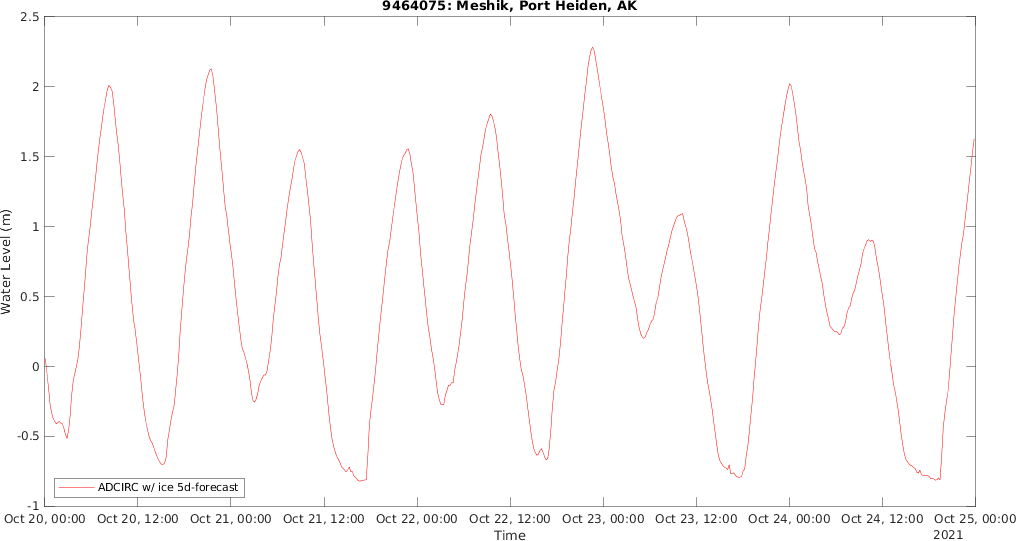 9464075: Meshik, Port Heiden, AK
2.5
2
1.5
1
0.5
0
-0.5
-1
Water Level (m)
ADCIRC w/ ice 5d-forecast
Oct 20, 00:00 Oct 20, 12:00 Oct 21, 00:00 Oct 21, 12:00 Oct 22, 00:00 Oct 22, 12:00 Oct 23, 00:00 Oct 23, 12:00 Oct 24, 00:00 Oct 24, 12:00 Oct 25, 00:00
Time
2021